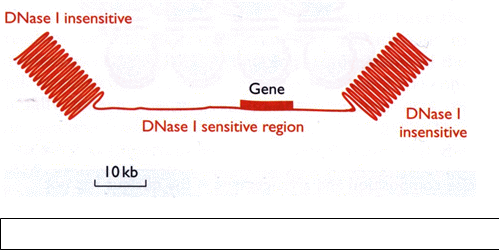 DNase I insensitive
Gene
DNase I sensitive region
DNase I
insensitive
10 kb